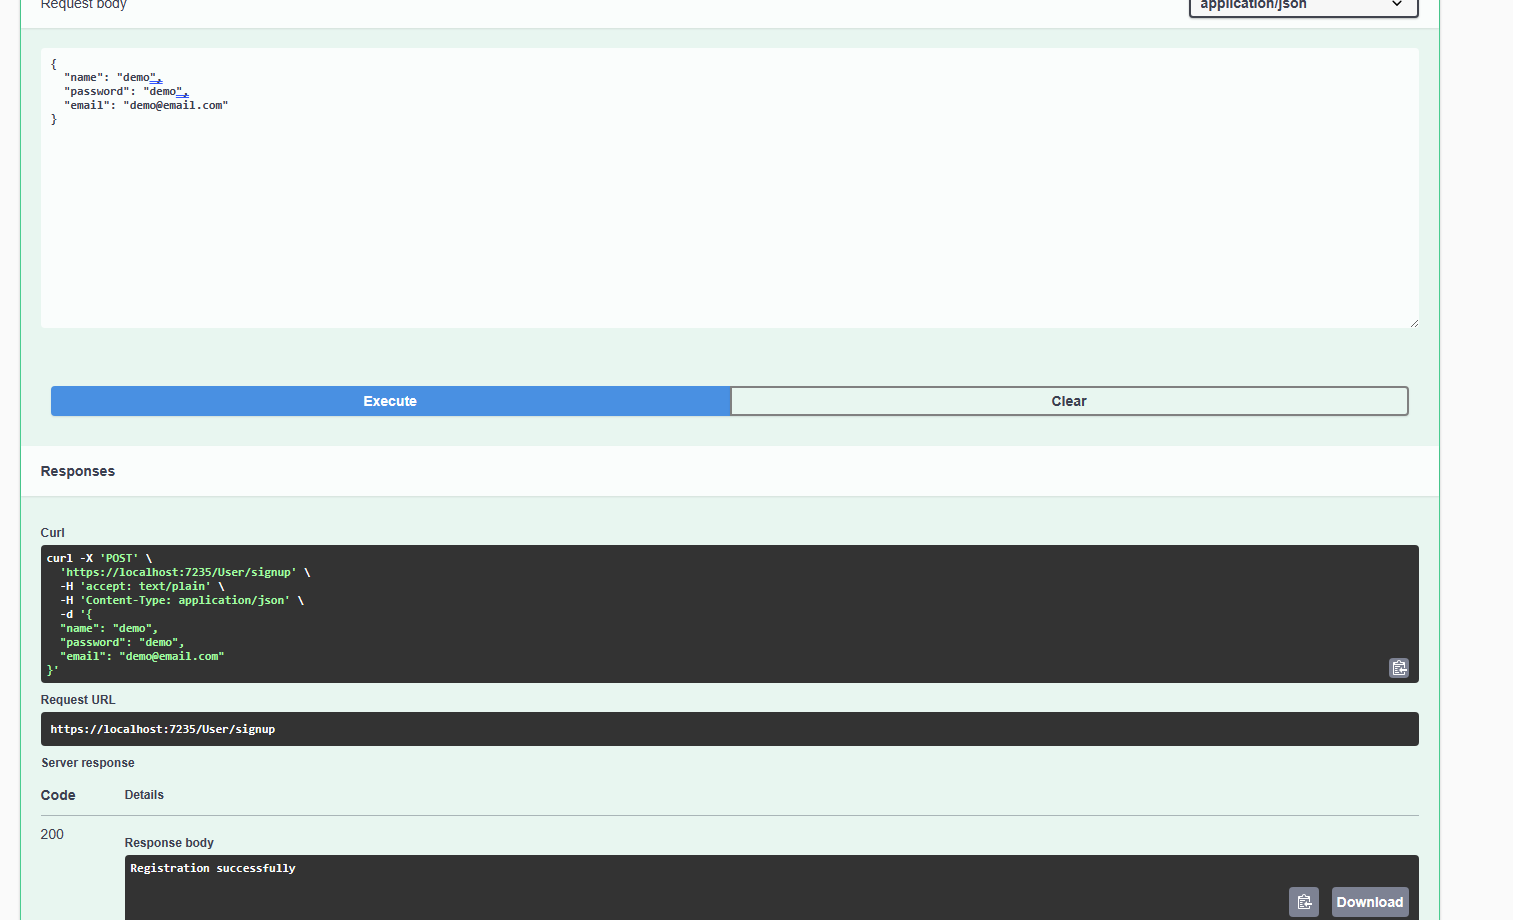 Request body
application/json
{
  "name": "demo",
  "password": "demo",
  "email": "demo@email.com"
}
Execute
Clear
Responses
Curl
curl -X 'POST' \
  'https://localhost:7235/User/signup' \
  -H 'accept: text/plain' \
  -H 'Content-Type: application/json' \
  -d '{
  "name": "demo",
  "password": "demo",
  "email": "demo@email.com"
}'
Request URL
https://localhost:7235/User/signup
Server response
Code Details
200
Response body
Registration successfully
Download